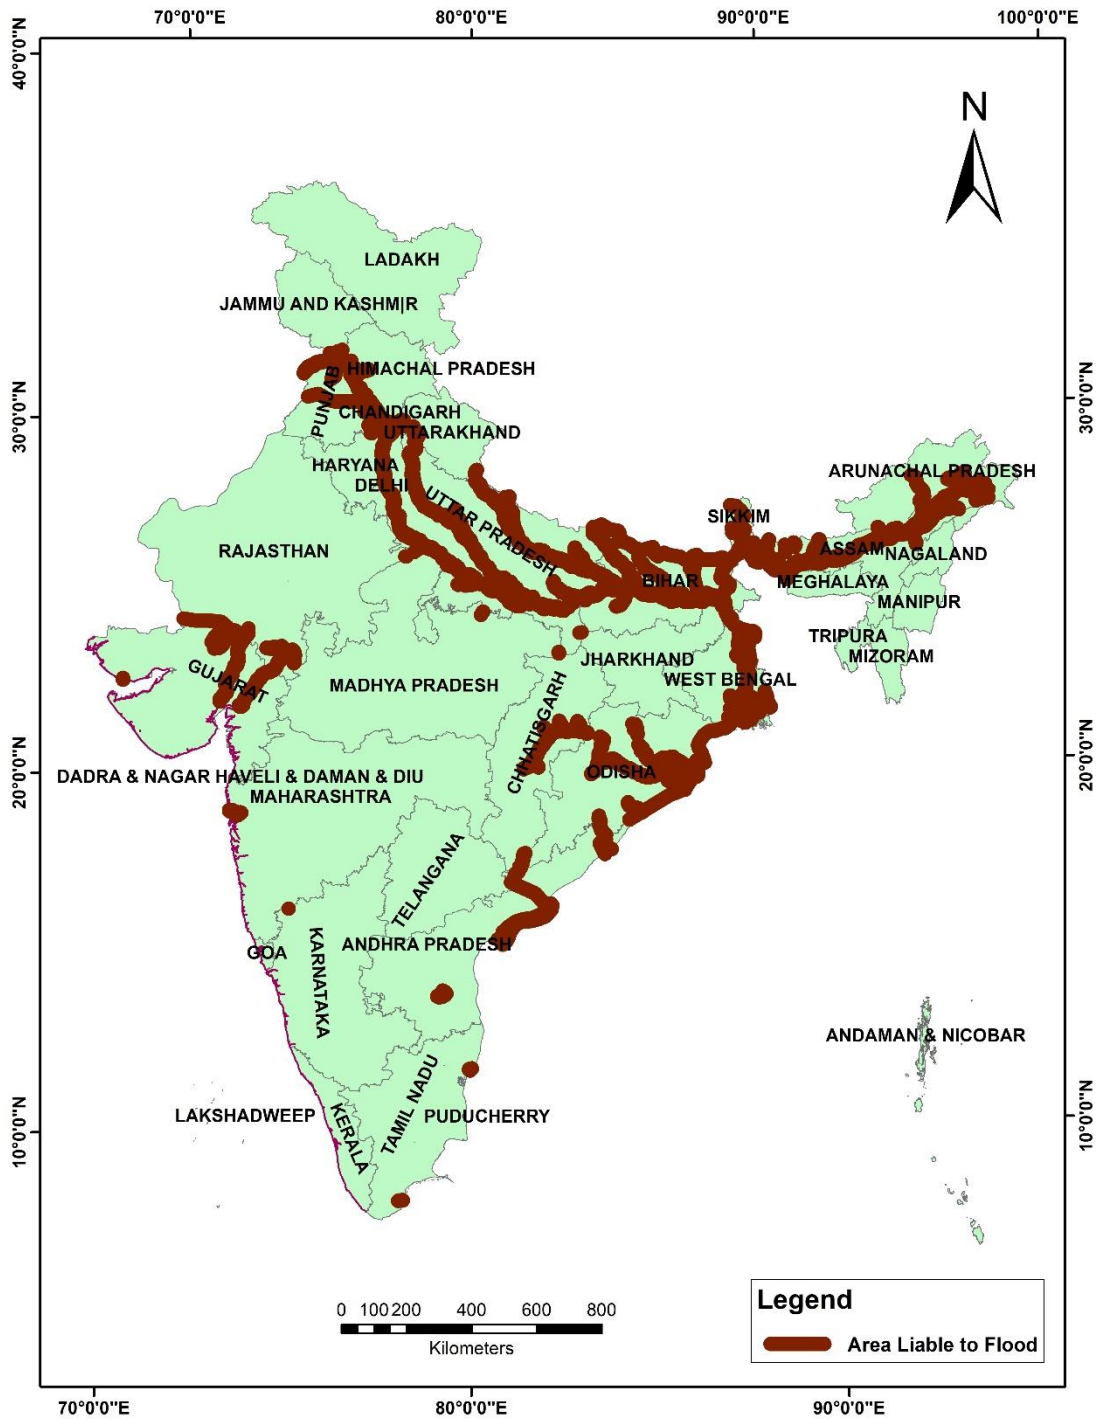 70°0'0"E 80°0'0"E 90°0'0"E 100°0'0"E
40°0'0"N
N
LADAKH
JAMMU AND KASHM|R
HIMACHAL PRADESH
PUNJAB
CHANDIGARH
30°0'0"N
30°0'0"N
UTTARAKHAND
HARYANA
DELHI
ARUNACHAL PRADESH
UTTAR PRADESH
SIKKIM
RAJASTHAN
ASSAM
NAGALAND
BIHAR
MEGHALAYA
MANIPUR
TRIPURA
MIZORAM
JHARKHAND
WEST BENGAL
GUJARAT
MADHYA PRADESH
CHHATISGARH
20°0'0"N
20°0'0"N
ODISHA
DADRA & NAGAR HAVELI & DAMAN & DIU
MAHARASHTRA
TELANGANA
ANDHRA PRADESH
GOA
KARNATAKA
ANDAMAN & NICOBAR
TAMIL NADU
LAKSHADWEEP
KERALA
PUDUCHERRY
10°0'0"N
10°0'0"N
0 100 200 400 600 800
Kilometers
Legend
Area Liable to Flood
70°0'0"E 80°0'0"E 90°0'0"E